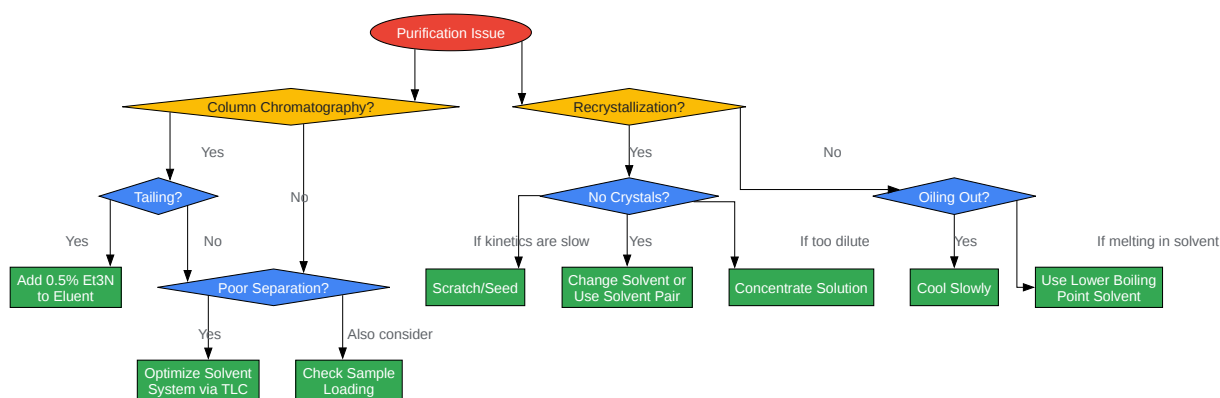 Purification Issue
Column Chromatography?
Recrystallization?
Yes
No
Yes
No
Tailing?
No Crystals?
Oiling Out?
Yes
No
If kinetics are slow
Yes
If too dilute
Yes
If melting in solvent
Add 0.5% Et3N
to Eluent
Poor Separation?
Scratch/Seed
Change Solvent or
Use Solvent Pair
Concentrate Solution
Cool Slowly
Use Lower Boiling
Point Solvent
Yes
Also consider
Optimize Solvent
System via TLC
Check Sample
Loading